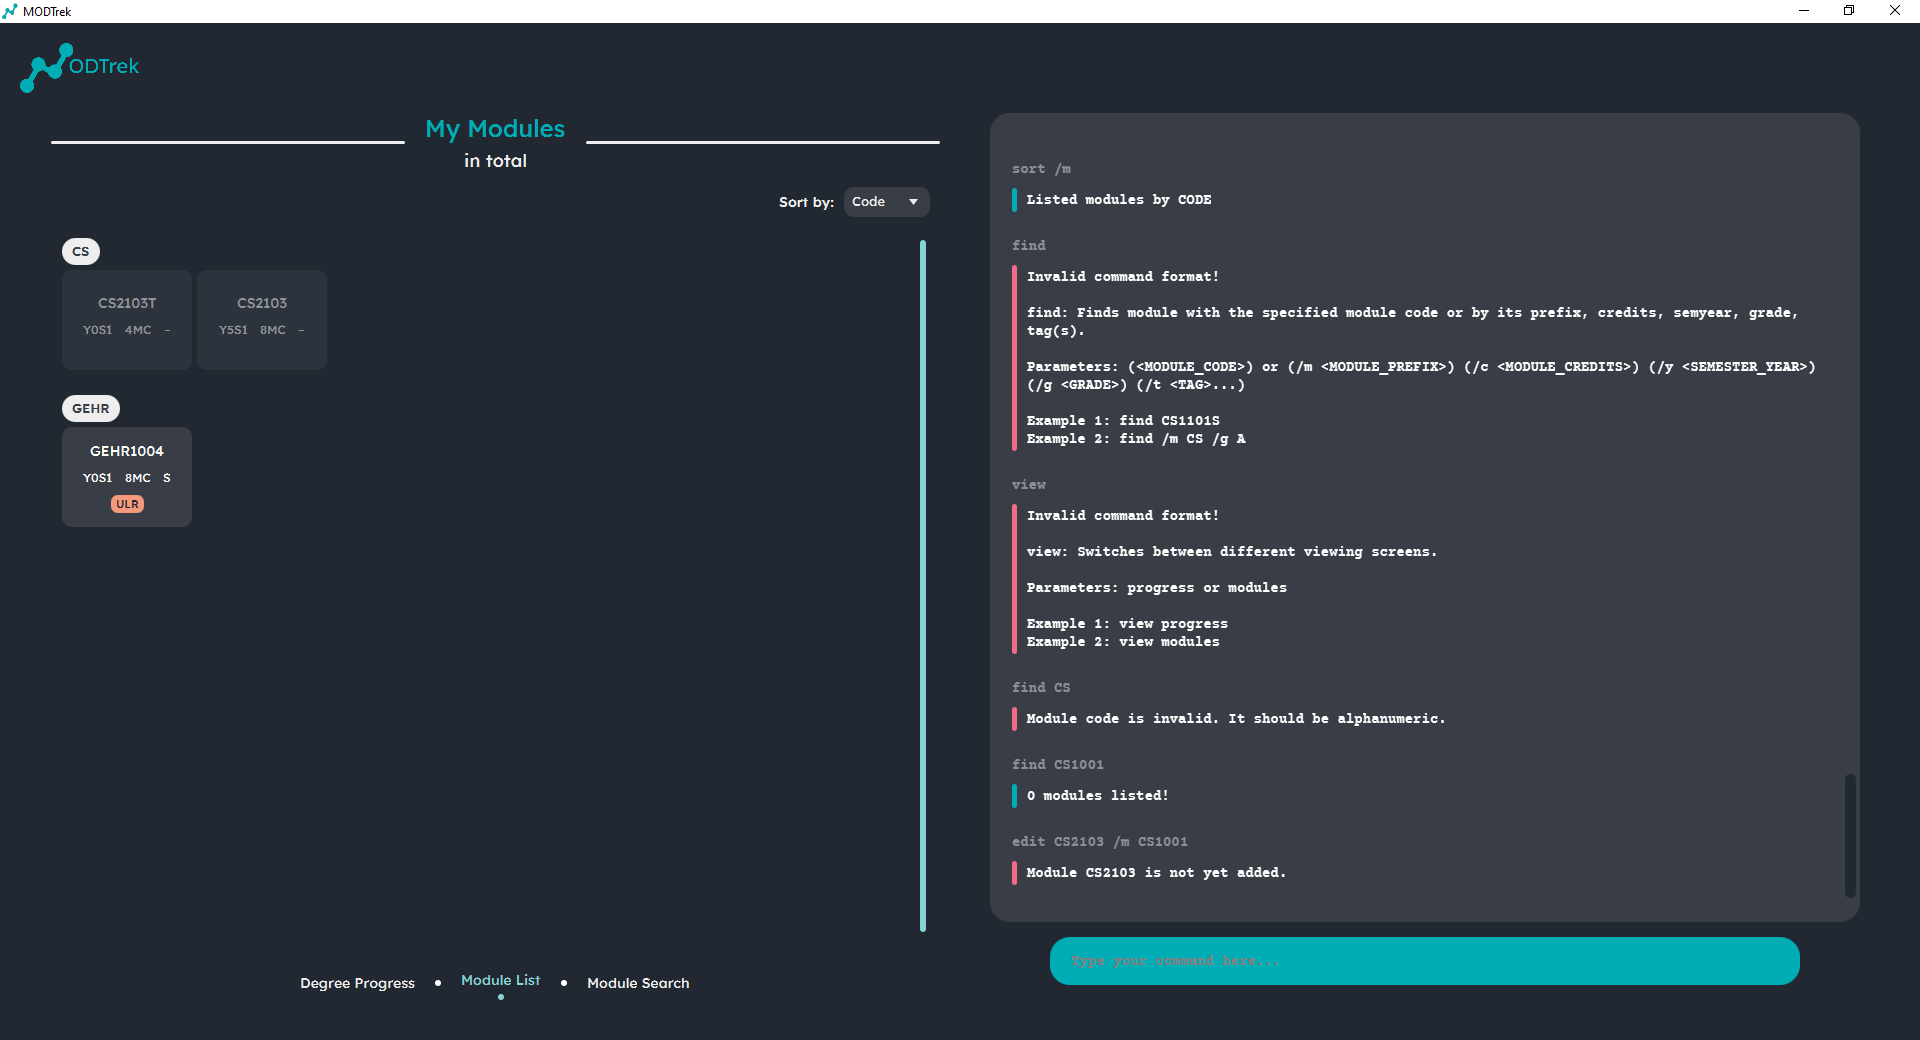 MODTrek
ODTrek
My Modules
in total
Sort by: Code
CS
CS2103T
Y0S1 4MC –
CS2103
Y5S1 8MC –
GEHR
GEHR1004
Y0S1 8MC S
ULR
Degree Progress • Module List • Module Search
sort /m
Listed modules by CODE
find
Invalid command format!
find: Finds module with the specified module code or by its prefix, credits, semyear, grade,
tag(s).
Parameters: (<MODULE_CODE>) or (/m <MODULE_PREFIX>) (/c <MODULE_CREDITS>) (/y <SEMESTER_YEAR>)
(/g <GRADE>) (/t <TAG>...)
Example 1: find CS1101S
Example 2: find /m CS /g A
view
Invalid command format!
view: Switches between different viewing screens.
Parameters: progress or modules
Example 1: view progress
Example 2: view modules
find CS
Module code is invalid. It should be alphanumeric.
find CS1001
0 modules listed!
edit CS2103 /m CS1001
Module CS2103 is not yet added.
Type your command here...